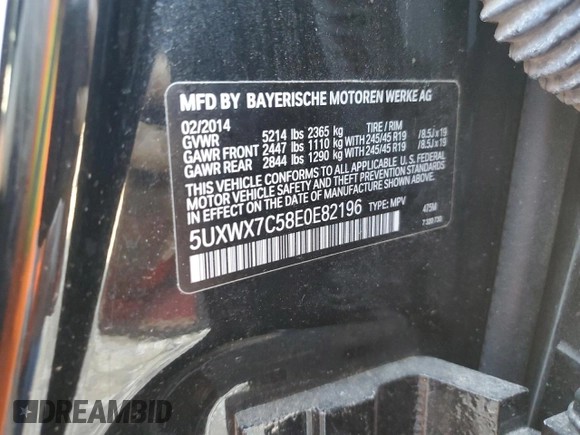 MFD BY BAYERISCHE MOTOREN WERKE AG
02/2014 TIRE / RIM
GVWR 5214 lbs 2365 kg
GAWR FRONT 2447 lbs 1110 kg WITH 245/45 R19 /8.5J x 19
GAWR REAR 2844 lbs 1290 kg WITH 245/45 R19 /8.5J x 19
THIS VEHICLE CONFORMS TO ALL APPLICABLE U.S. FEDERAL
MOTOR VEHICLE SAFETY, BUMPER, AND THEFT PREVENTION
STANDARDS IN EFFECT ON THE DATE OF MANUFACTURE SHOWN ABOVE.
5UXWX7C58E0E82196 TYPE: MPV 475M
DREAMBID